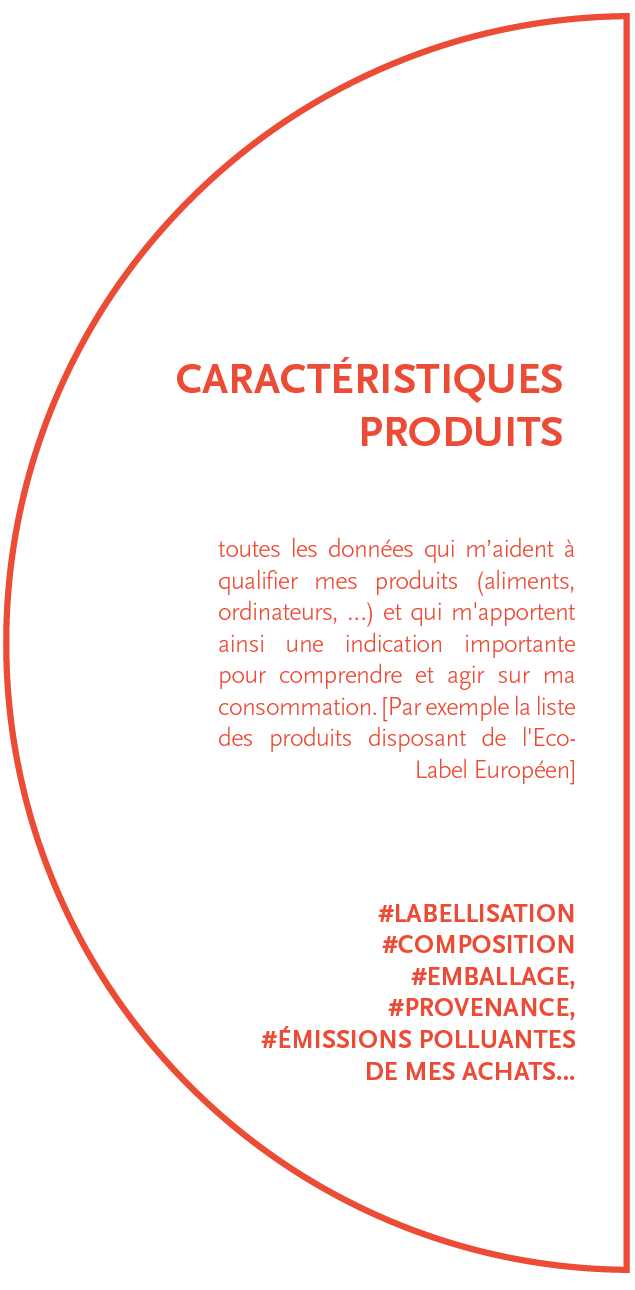 CARACTÉRISTIQUES
PRODUITS
toutes les données qui m’aident à
qualifier mes produits (aliments,
ordinateurs, ...) et qui m'apportent
ainsi une indication importante
pour comprendre et agir sur ma
consommation. [Par exemple la liste
des produits disposant de l'Eco-
Label Européen]
#LABELLISATION
#COMPOSITION
#EMBALLAGE,
#PROVENANCE,
#ÉMISSIONS POLLUANTES
DE MES ACHATS...